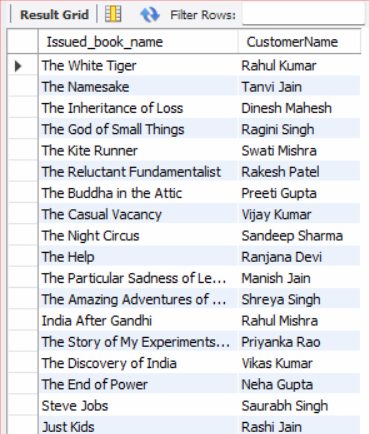 Result Grid Filter Rows:
Issued_book_name CustomerName
The White Tiger Rahul Kumar
The Namesake Tanvi Jain
The Inheritance of Loss Dinesh Mahesh
The God of Small Things Ragini Singh
The Kite Runner Swati Mishra
The Reluctant Fundamentalist Rakesh Patel
The Buddha in the Attic Preeti Gupta
The Casual Vacancy Vijay Kumar
The Night Circus Sandeep Sharma
The Help Ranjana Devi
The Particular Sadness of Le... Manish Jain
The Amazing Adventures of ... Shreya Singh
India After Gandhi Rahul Mishra
The Story of My Experiments... Priyanka Rao
The Discovery of India Vikas Kumar
The End of Power Neha Gupta
Steve Jobs Saurabh Singh
Just Kids Rashi Jain